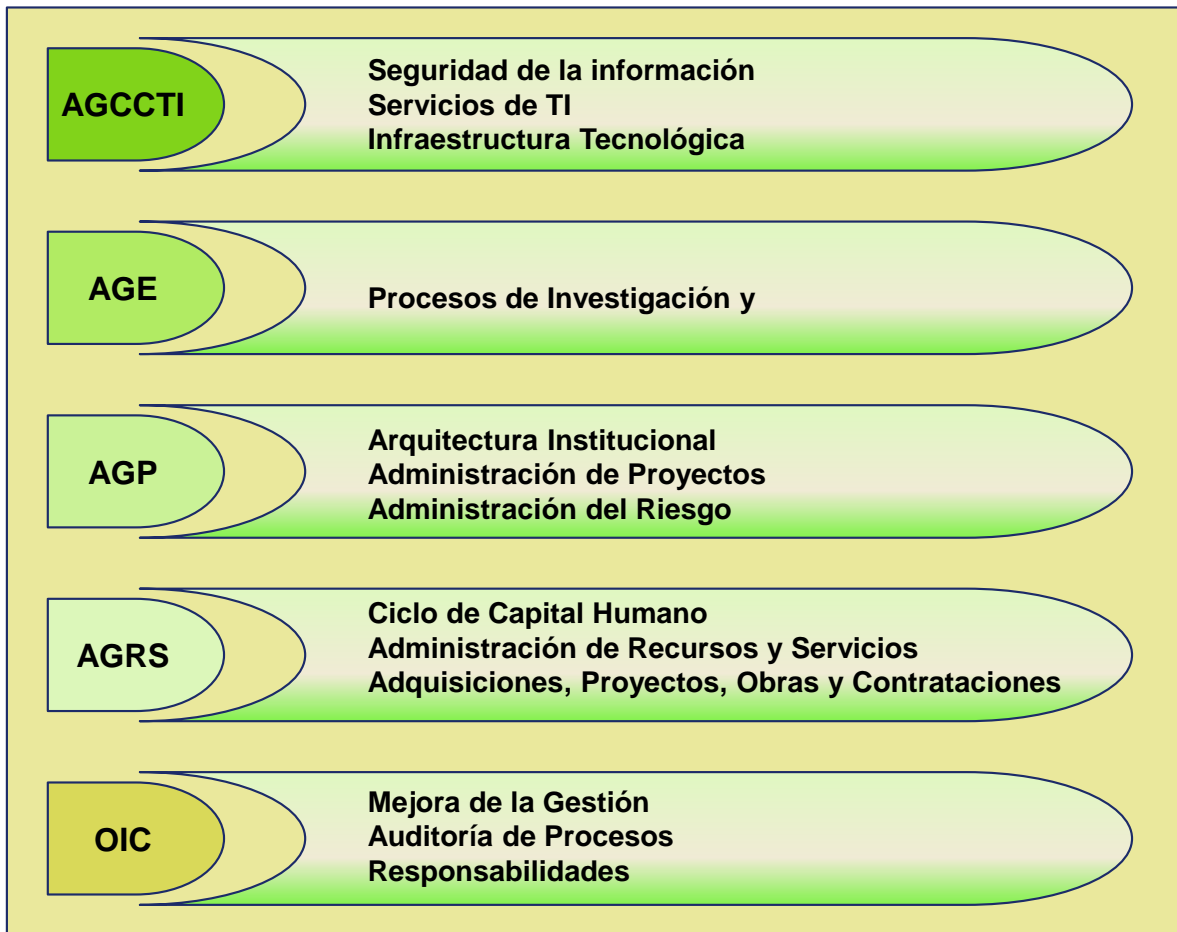 AGCCTI
Seguridad de la información
Servicios de TI
Infraestructura Tecnológica
AGE
Procesos de Investigación y
AGP
Arquitectura Institucional
Administración de Proyectos
Administración del Riesgo
AGRS
Ciclo de Capital Humano
Administración de Recursos y Servicios
Adquisiciones, Proyectos, Obras y Contrataciones
OIC
Mejora de la Gestión
Auditoría de Procesos
Responsabilidades